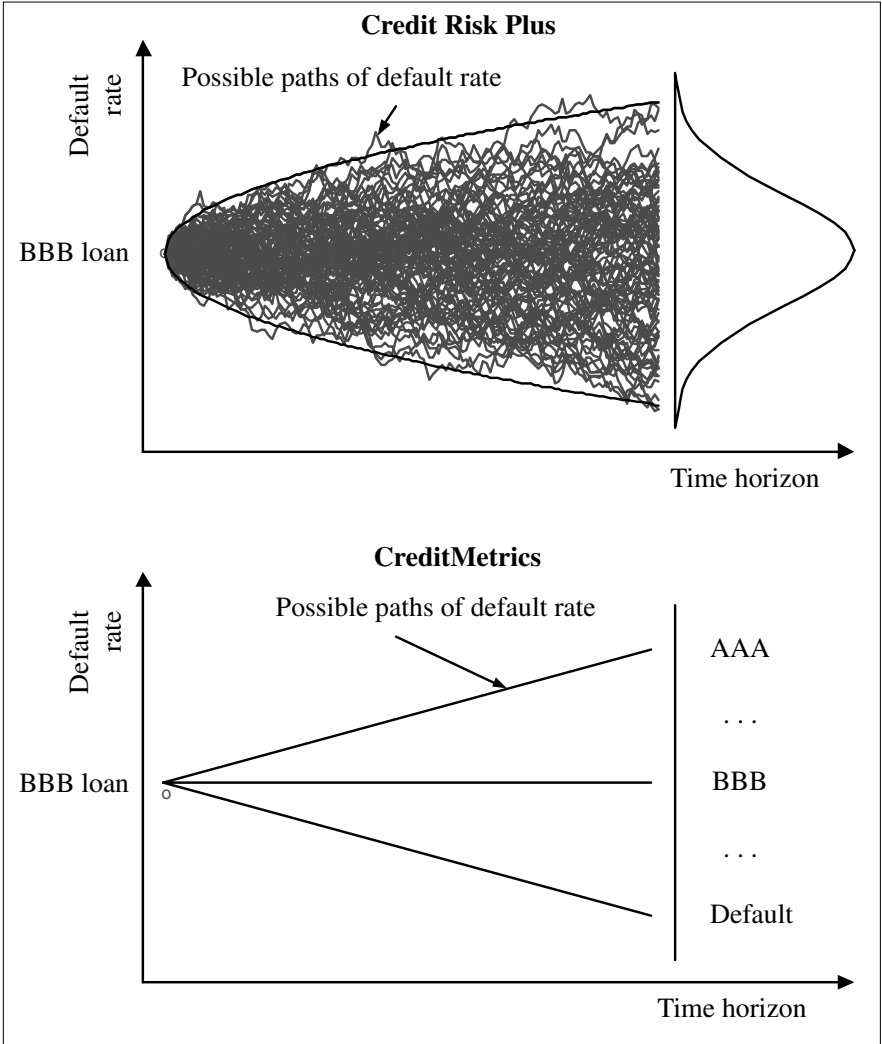 Credit Risk Plus
Default
rate
Possible paths of default rate
BBB loan
Time horizon
CreditMetrics
Default
rate
Possible paths of default rate
AAA
. . .
BBB loan
BBB
. . .
Default
Time horizon